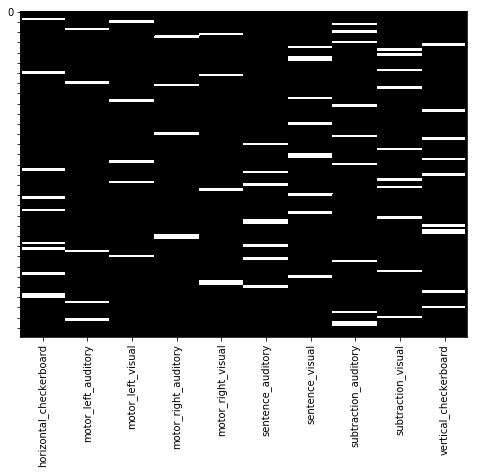 0
horizontal_checkerboard
motor_left_auditory
motor_left_visual
motor_right_auditory
motor_right_visual
sentence_auditory
sentence_visual
subtraction_auditory
subtraction_visual
vertical_checkerboard